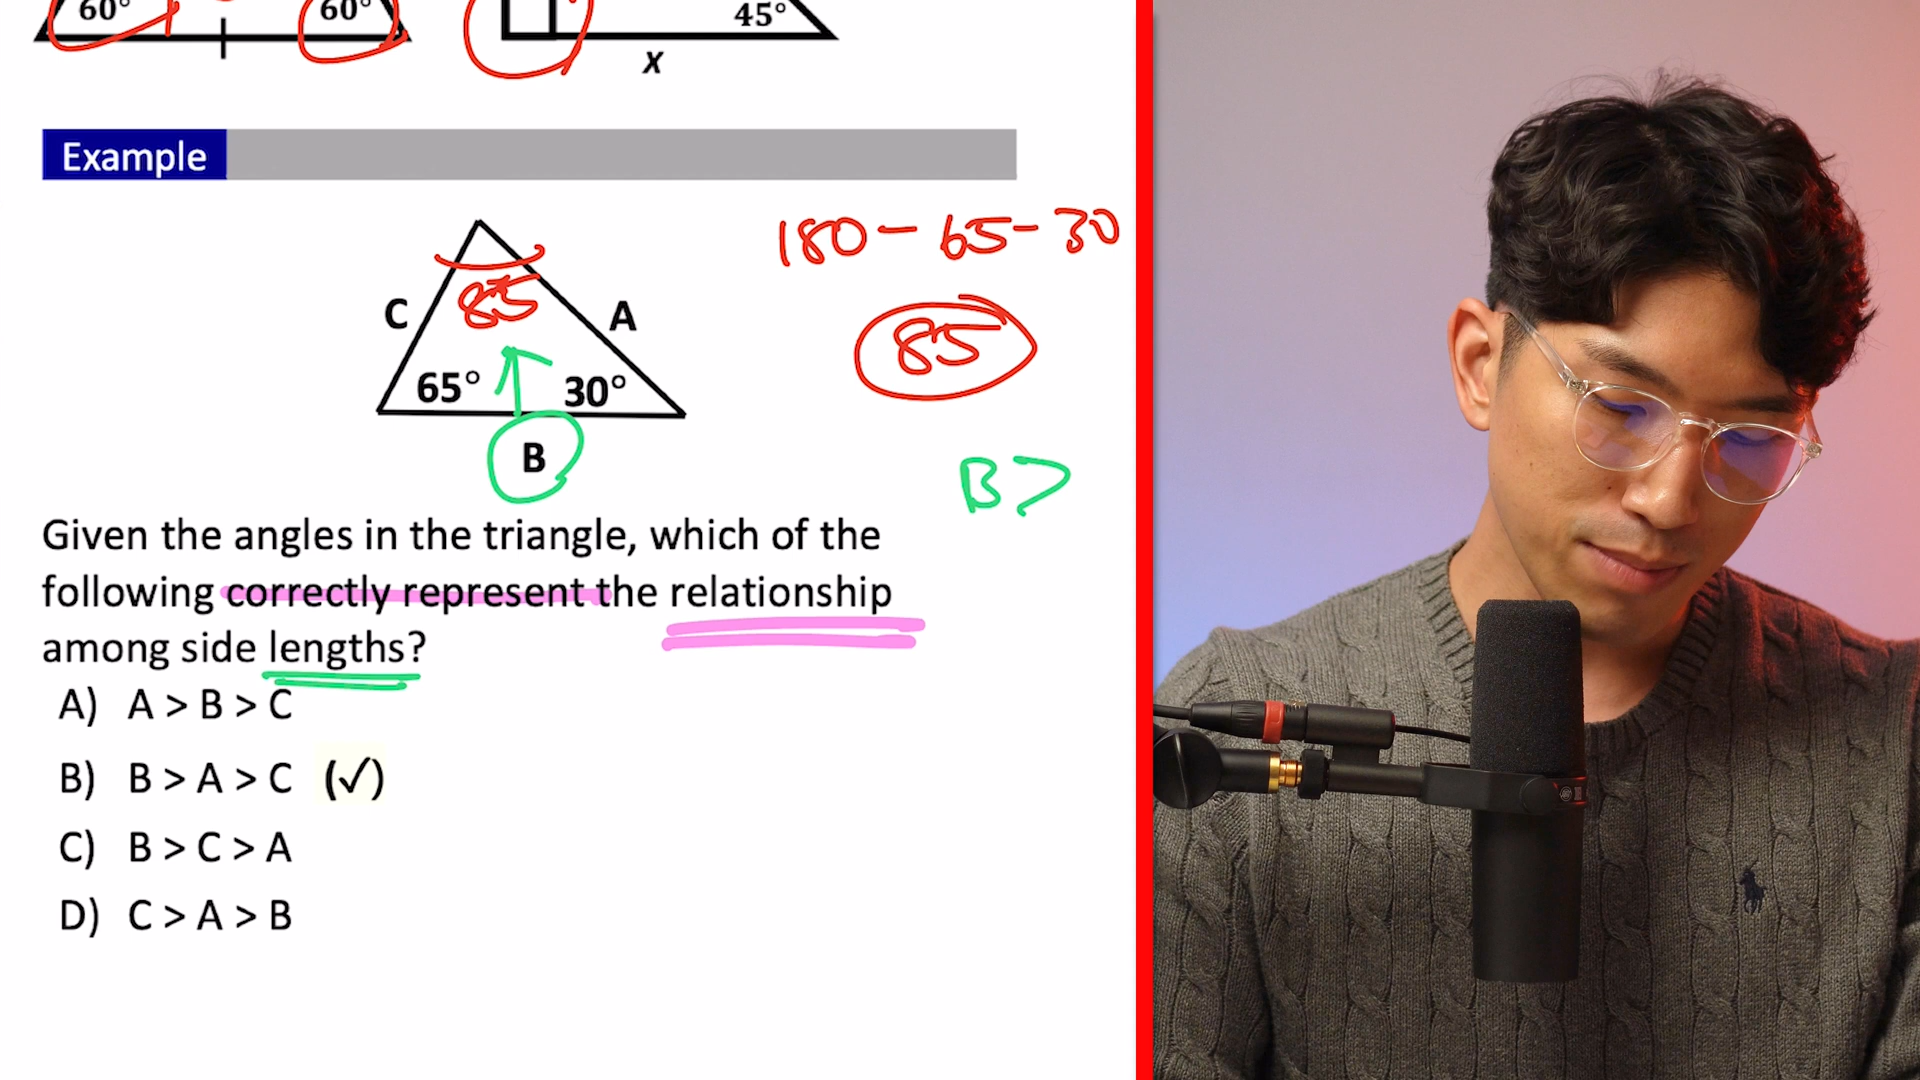 60° 60° 45°
x
Example
180 - 65 - 30
C 85 A
85
65° 30°
B
B >
Given the angles in the triangle, which of the
following correctly represent the relationship
among side lengths?
A) A > B > C
B) B > A > C (✓)
C) B > C > A
D) C > A > B